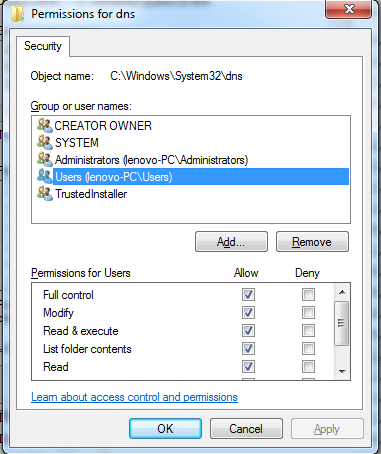 Permissions for dns
Security
Object name: C:\Windows\System32\dns
Group or user names:
CREATOR OWNER
SYSTEM
Administrators (lenovo-PC\Administrators)
Users (lenovo-PC\Users)
TrustedInstaller
Add... Remove
Permissions for Users Allow Deny
Full control
Modify
Read & execute
List folder contents
Read
Learn about access control and permissions
OK Cancel Apply